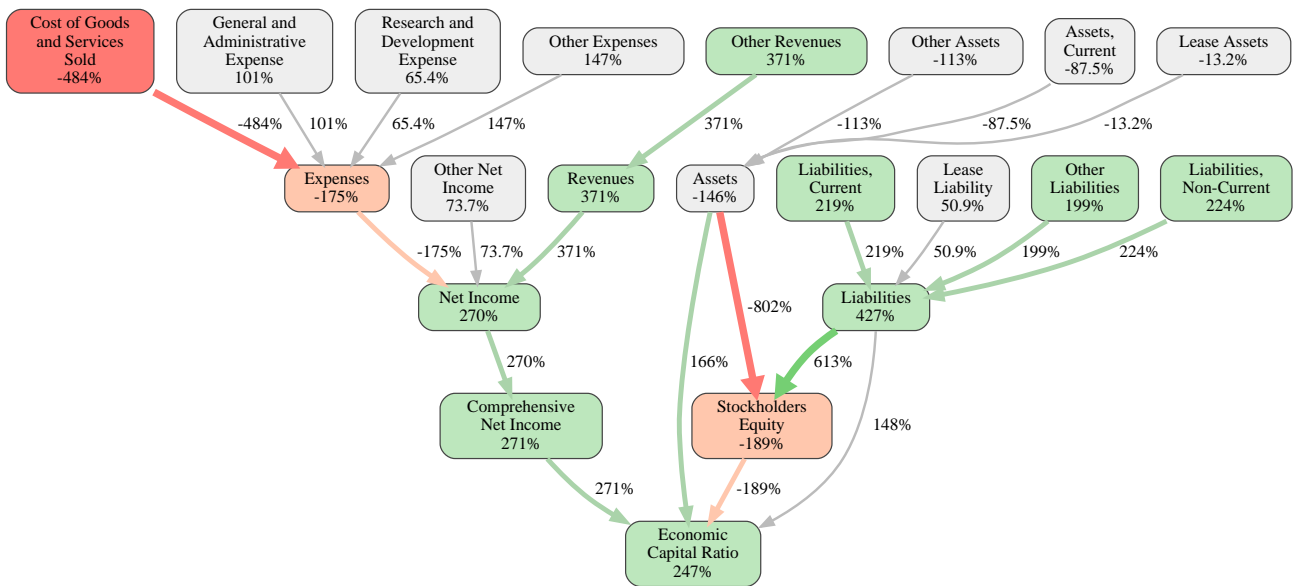 Cost of Goods
and Services
Sold
-484%
General and
Administrative
Expense
101%
Research and
Development
Expense
65.4%
Other Expenses
147%
Other Revenues
371%
Other Assets
-113%
Assets,
Current
-87.5%
Lease Assets
-13.2%
-484%
101%
65.4%
147%
371%
-113%
-87.5%
-13.2%
Expenses
-175%
Other Net
Income
73.7%
Revenues
371%
Assets
-146%
Liabilities,
Current
219%
Lease
Liability
50.9%
Other
Liabilities
199%
Liabilities,
Non-Current
224%
-175%
73.7%
371%
219%
50.9%
199%
224%
Net Income
270%
-802%
Liabilities
427%
270%
166%
613%
Comprehensive
Net Income
271%
Stockholders
Equity
-189%
148%
271%
-189%
Economic
Capital Ratio
247%